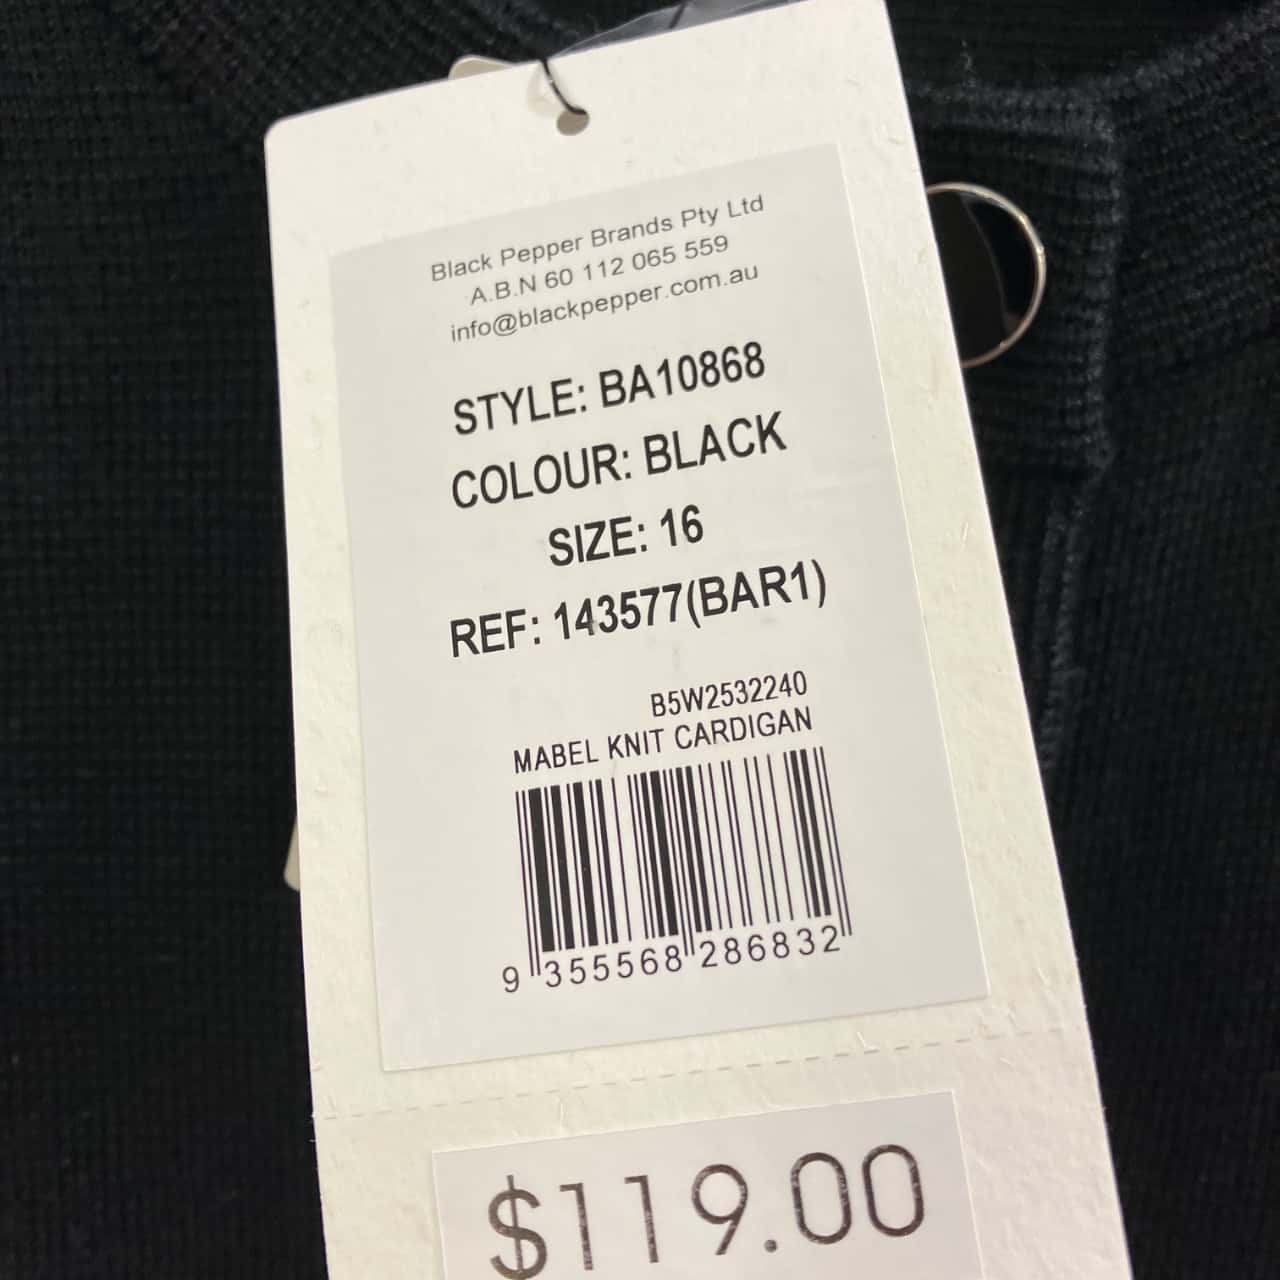 Black Pepper Brands Pty Ltd
A.B.N 60 112 065 559
info@blackpepper.com.au
STYLE: BA10868
COLOUR: BLACK
SIZE: 16
REF: 143577(BAR1)
B5W2532240
MABEL KNIT CARDIGAN
9 355568 286832
$119.00